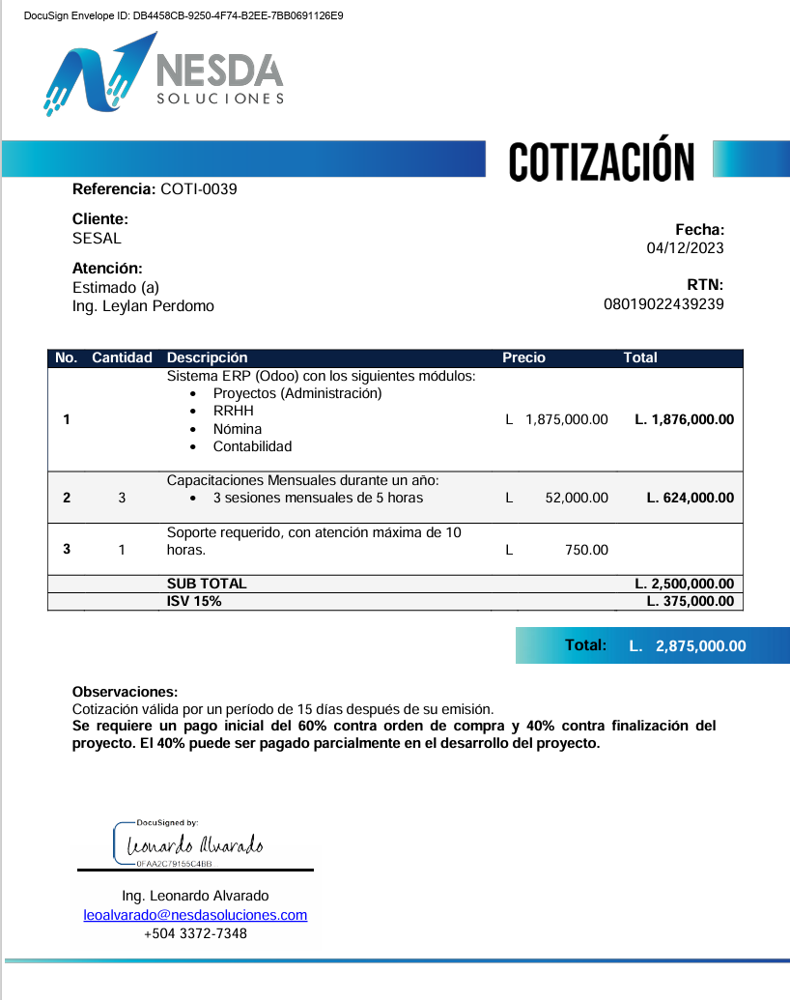 DocuSign Envelope ID: DB4458CB-9250-4F74-B2EE-7BB0691126E9
NESDA
SOLUCIONES
COTIZACIÓN
Referencia: COTI-0039
Cliente:
SESAL
Fecha:
04/12/2023
Atención:
Estimado (a)
Ing. Leylan Perdomo
RTN:
08019022439239
No. Cantidad Descripción Precio Total
Sistema ERP (Odoo) con los siguientes módulos:
• Proyectos (Administración)
• RRHH
1 L 1,875,000.00 L. 1,876,000.00
• Nómina
• Contabilidad
Capacitaciones Mensuales durante un año:
2 3 • 3 sesiones mensuales de 5 horas L 52,000.00 L. 624,000.00
Soporte requerido, con atención máxima de 10
3 1 horas. L 750.00
SUB TOTAL L. 2,500,000.00
ISV 15% L. 375,000.00
Total: L. 2,875,000.00
Observaciones:
Cotización válida por un período de 15 días después de su emisión.
Se requiere un pago inicial del 60% contra orden de compra y 40% contra finalización del
proyecto. El 40% puede ser pagado parcialmente en el desarrollo del proyecto.
DocuSigned by:
Leonardo Alvarado
0FAA2C79155C4BB...
Ing. Leonardo Alvarado
leoalvarado@nesdasoluciones.com
+504 3372-7348